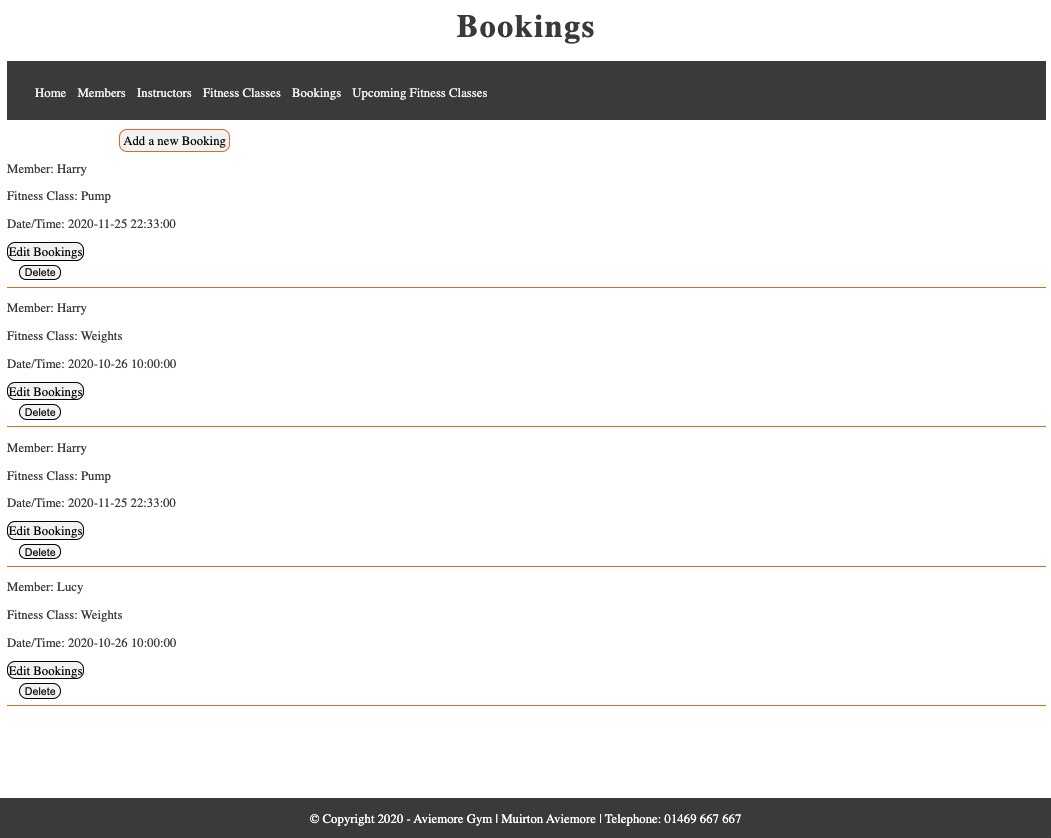 Bookings
Home Members Instructors Fitness Classes Bookings Upcoming Fitness Classes
Add a new Booking
Member: Harry
Fitness Class: Pump
Date/Time: 2020-11-25 22:33:00
Edit Bookings
Delete
Member: Harry
Fitness Class: Weights
Date/Time: 2020-10-26 10:00:00
Edit Bookings
Delete
Member: Harry
Fitness Class: Pump
Date/Time: 2020-11-25 22:33:00
Edit Bookings
Delete
Member: Lucy
Fitness Class: Weights
Date/Time: 2020-10-26 10:00:00
Edit Bookings
Delete
© Copyright 2020 - Aviemore Gym | Muirton Aviemore | Telephone: 01469 667 667